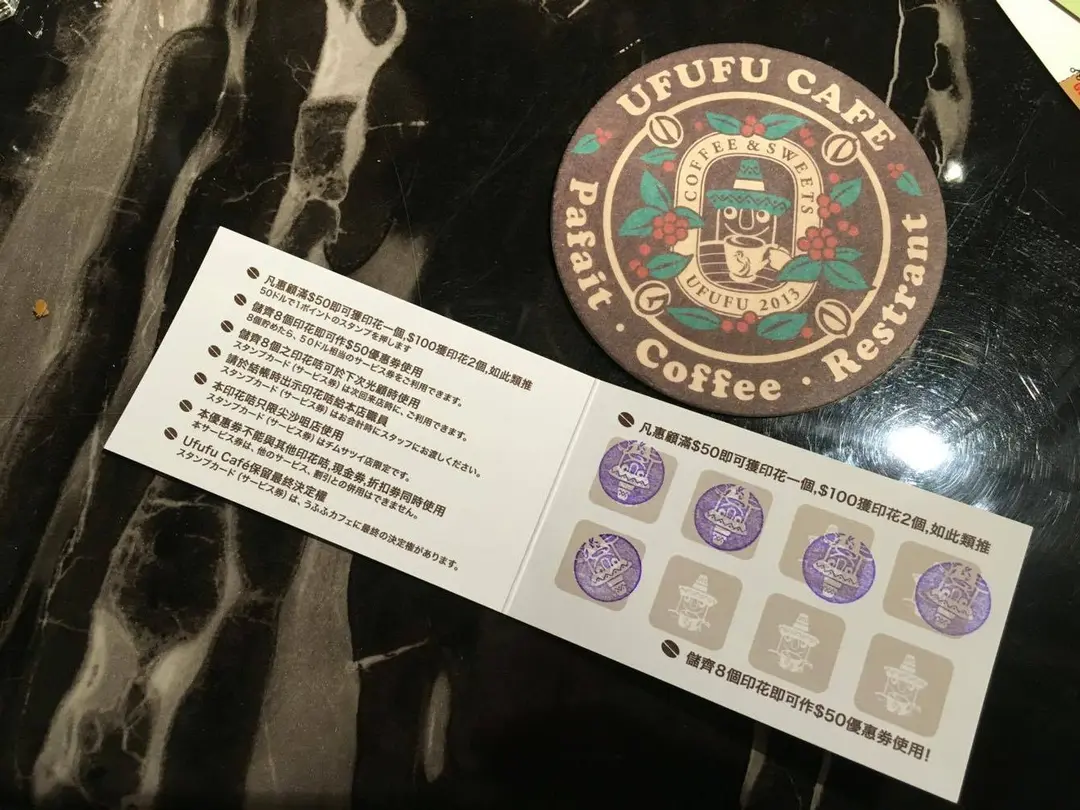 UFUFU CAFE
COFFEE & SWEETS
UFUFU 2013
Pafait · Coffee · Restrant
凡惠顧滿$50即可獲印花一個,$100獲印花2個,如此類推
50ドルで1ポイントのスタンプを押します
儲齊8個印花即可作$50優惠券使用
8個貯めたら、50ドル相当のサービス券をご利用できます。
儲齊8個之印花咭可於下次光顧時使用
スタンプカード (サービス券) は次回来店時に、ご利用できます。
請於結帳時出示印花咭給本店職員
スタンプカード (サービス券) はお会計時にスタッフにお渡しください。
本印花咭只限尖沙咀店使用
スタンプカード (サービス券) はチムサツイ店限定です。
本優惠券不能與其他印花咭,現金券,折扣券同時使用
本サービス券は、他のサービス、割引との併用はできません。
Ufufu Café保留最終決定權
スタンプカード (サービス券) は、うふふカフェに最終の決定権があります。
凡惠顧滿$50即可獲印花一個,$100獲印花2個,如此類推
儲齊8個印花即可作$50優惠券使用!